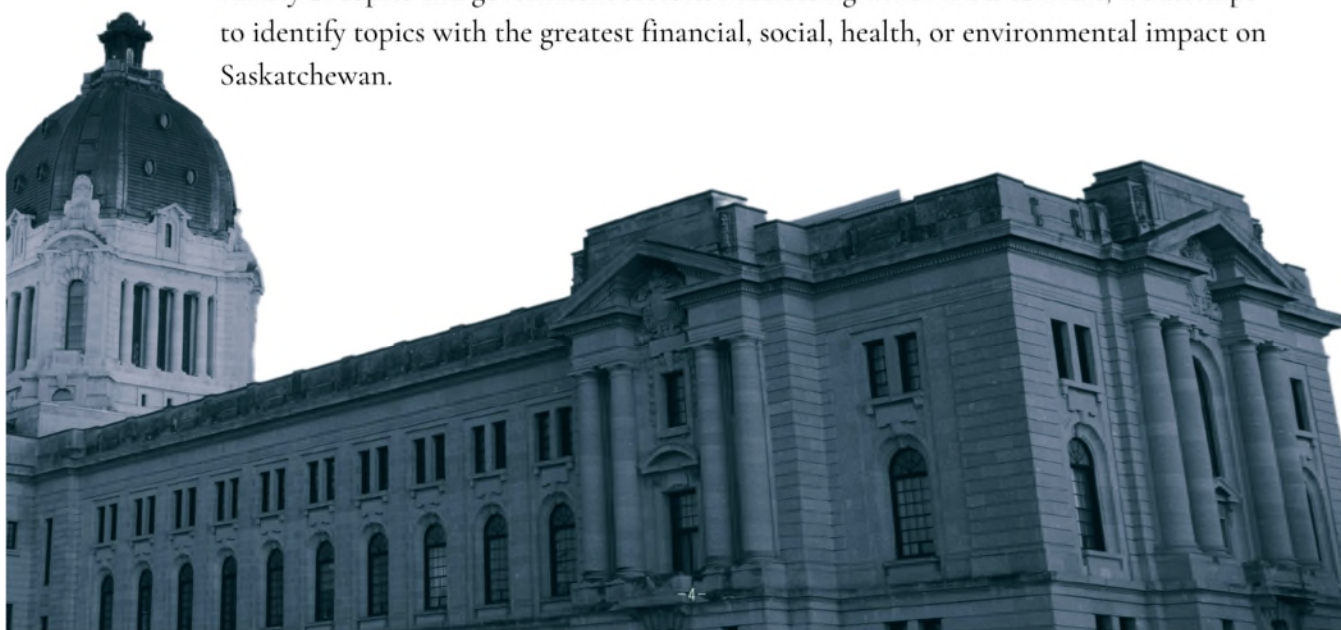 to identify topics with the greatest financial, social, health, or environmental impact on
Saskatchewan.
-4-